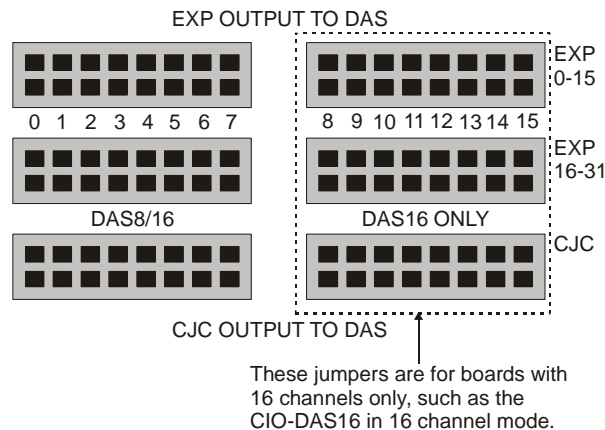 EXP OUTPUT TO DAS
EXP
0-15
0 1 2 3 4 5 6 7 8 9 10 11 12 13 14 15
EXP
16-31
DAS8/16 DAS16 ONLY
CJC
CJC OUTPUT TO DAS
These jumpers are for boards with
16 channels only, such as the
CIO-DAS16 in 16 channel mode.